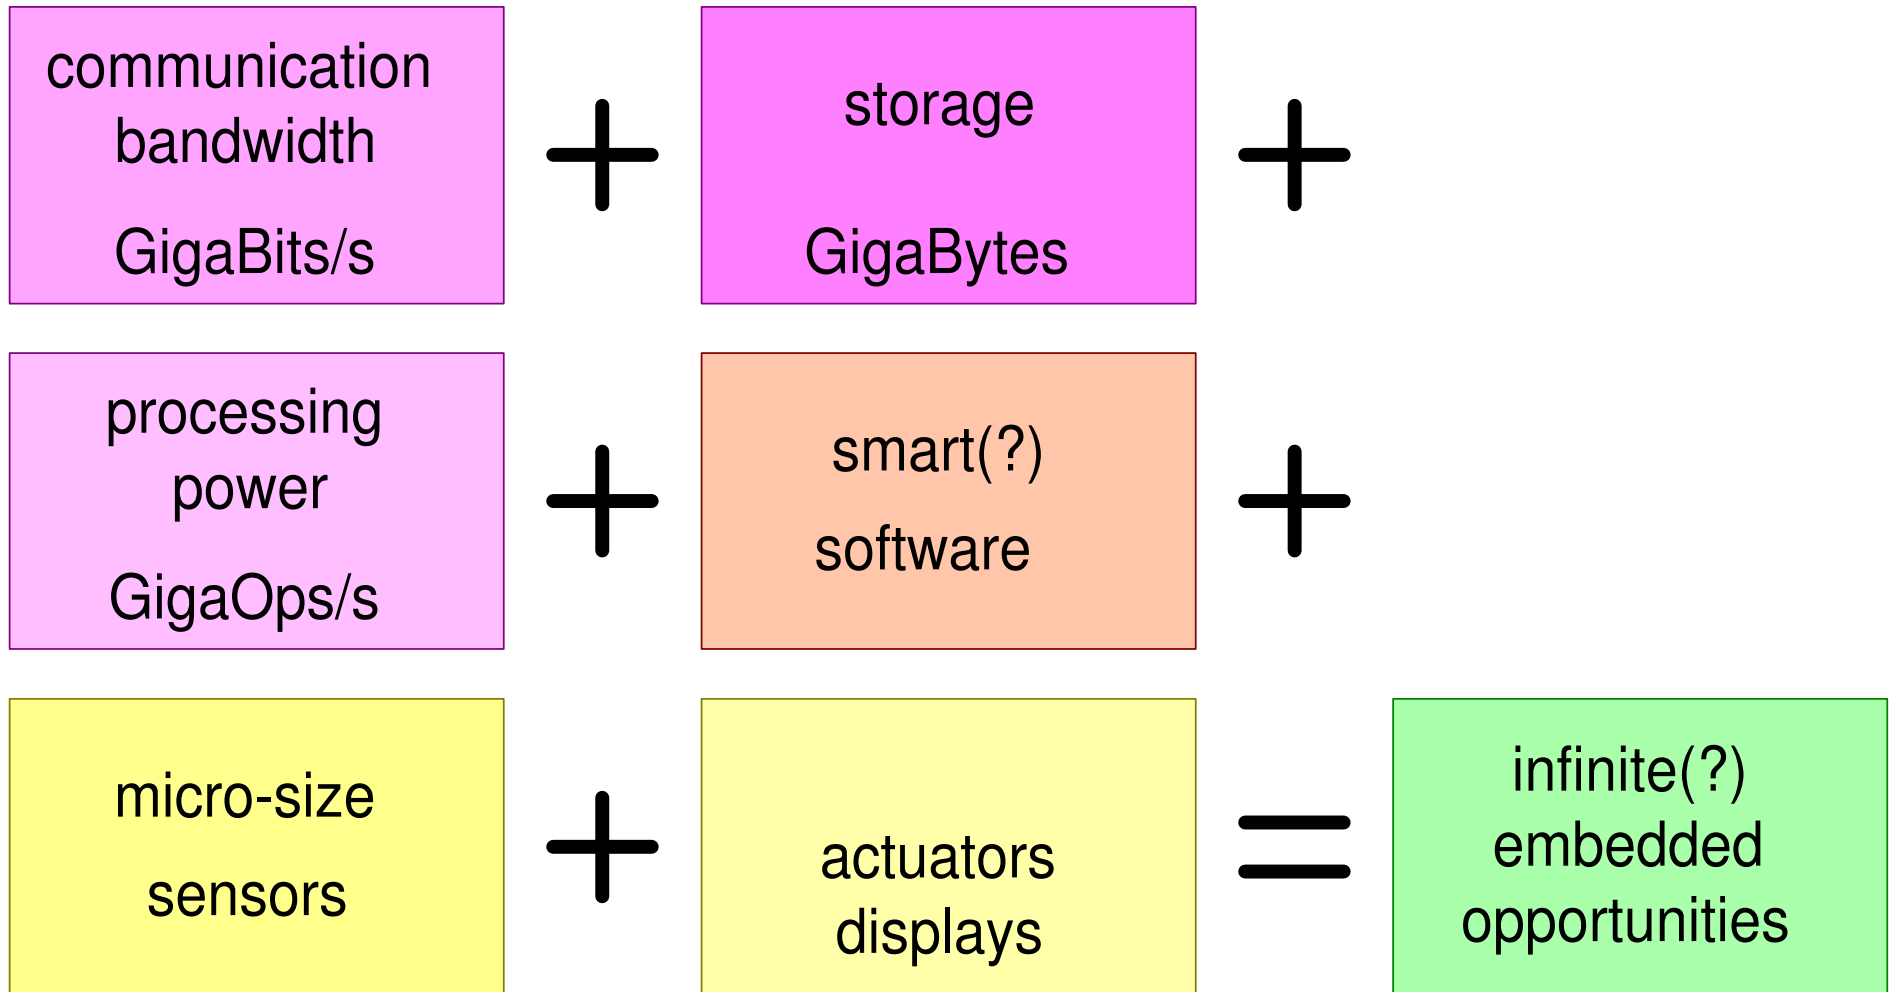 communication
bandwidth
GigaBits/s
+
storage
GigaBytes
+
processing
power
GigaOps/s
+
smart(?)
software
+
micro-size
sensors
+
actuators
displays
=
infinite(?)
embedded
opportunities